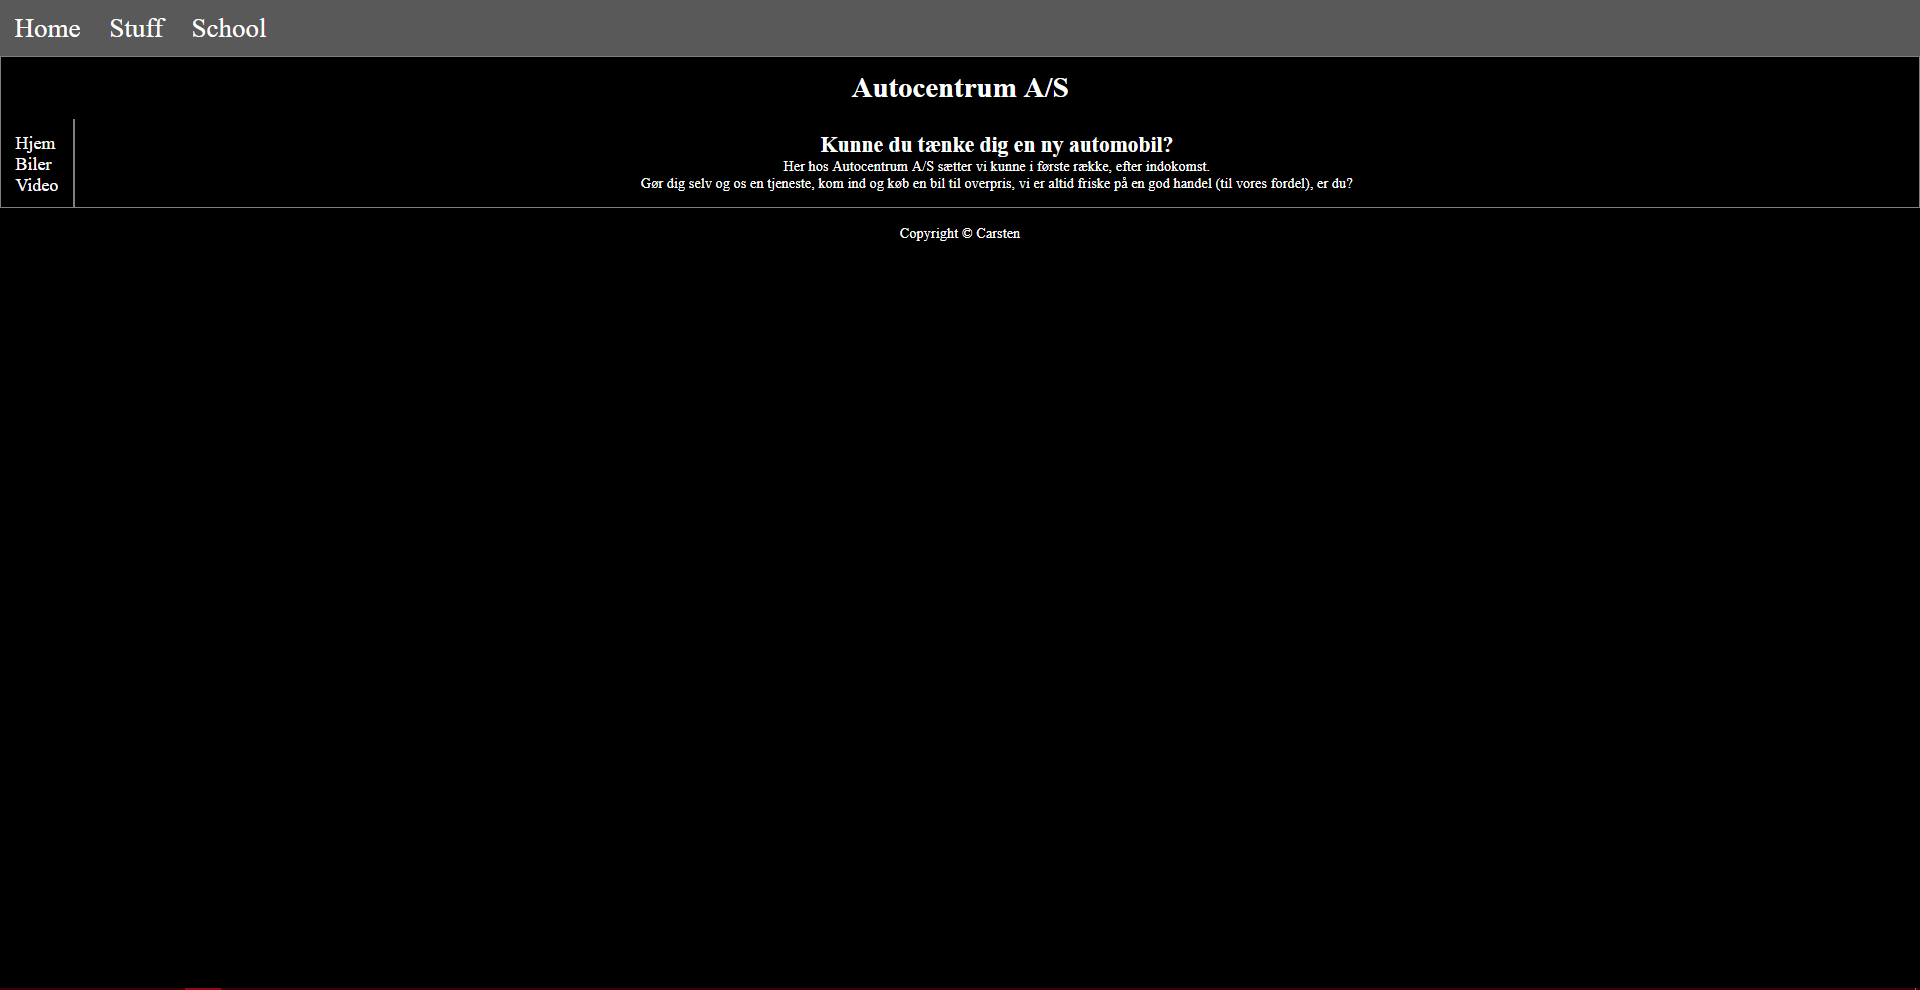 Home Stuff School
Autocentrum A/S
Hjem
Biler
Video
Kunne du tænke dig en ny automobil?
Her hos Autocentrum A/S sætter vi kunne i første række, efter indokomst.
Gør dig selv og os en tjeneste, kom ind og køb en bil til overpris, vi er altid friske på en god handel (til vores fordel), er du?
Copyright © Carsten